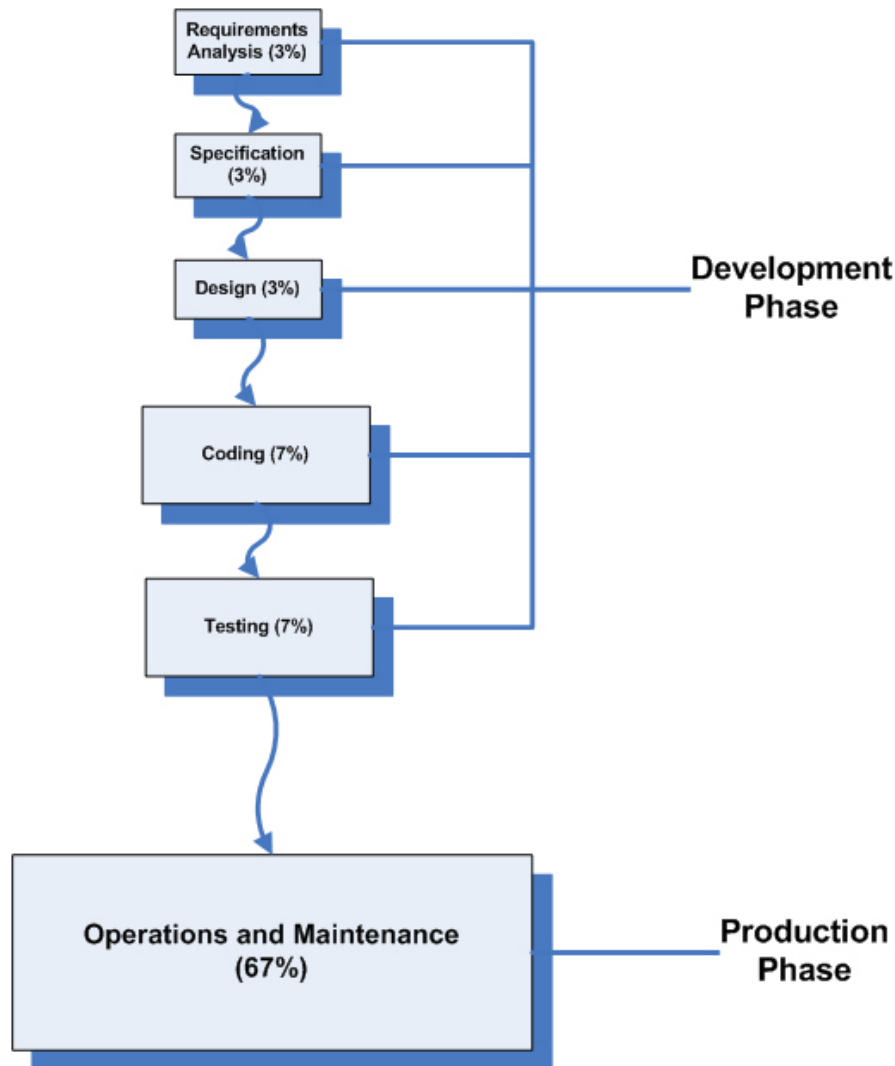 Requirements
Analysis (3%)
Specification
(3%)
Design (3%)
Development
Phase
Coding (7%)
Testing (7%)
Operations and Maintenance
(67%)
Production
Phase